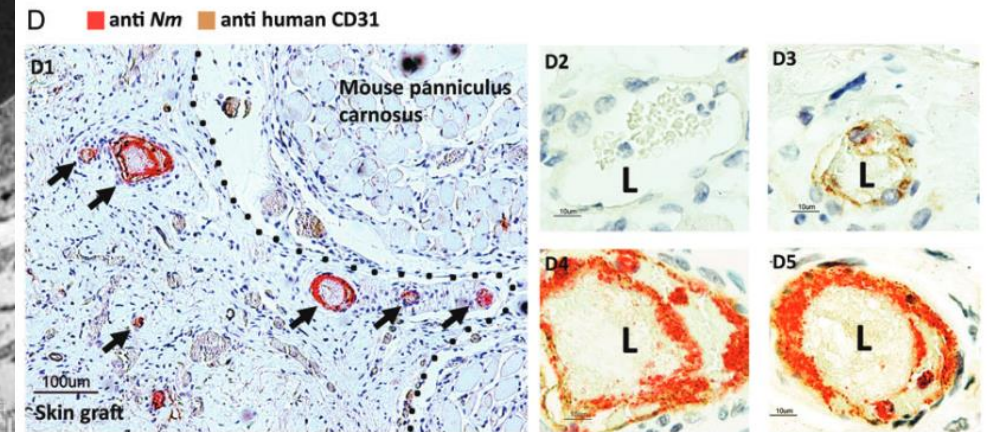 D anti Nm anti human CD31
D1
Mouse panniculus
carnosus
100um
Skin graft
D2
L
10um
D3
L
10um
D4
L
D5
L
10um